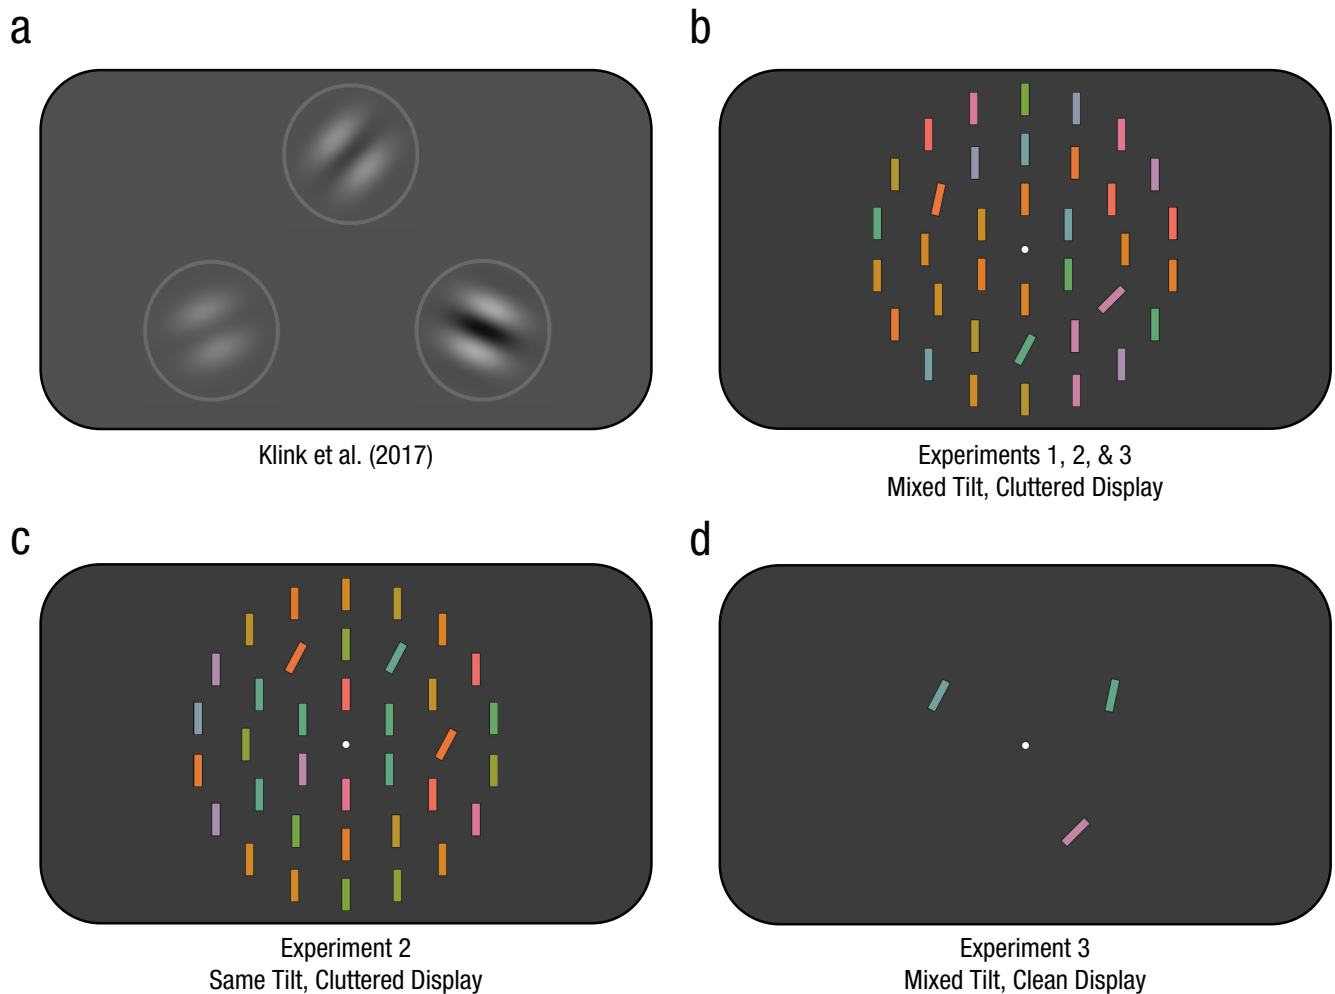 a
b
Klink et al. (2017)
Experiments 1, 2, & 3
Mixed Tilt, Cluttered Display
c
d
Experiment 2
Same Tilt, Cluttered Display
Experiment 3
Mixed Tilt, Clean Display